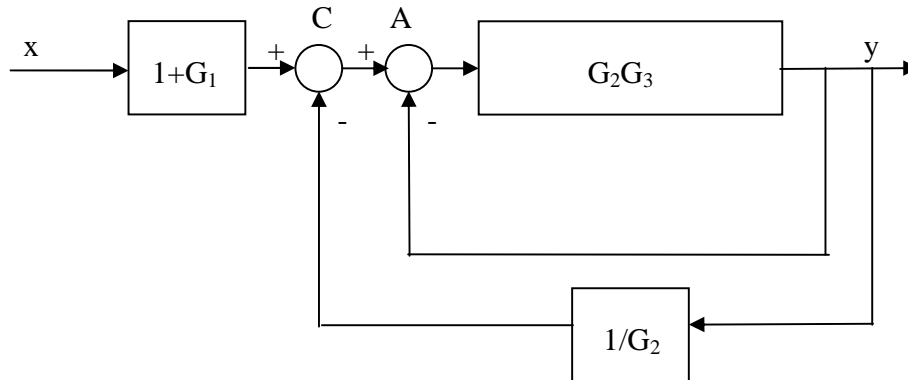 C A
x y
+ +
1+G₁ G₂G₃
- -
1/G₂